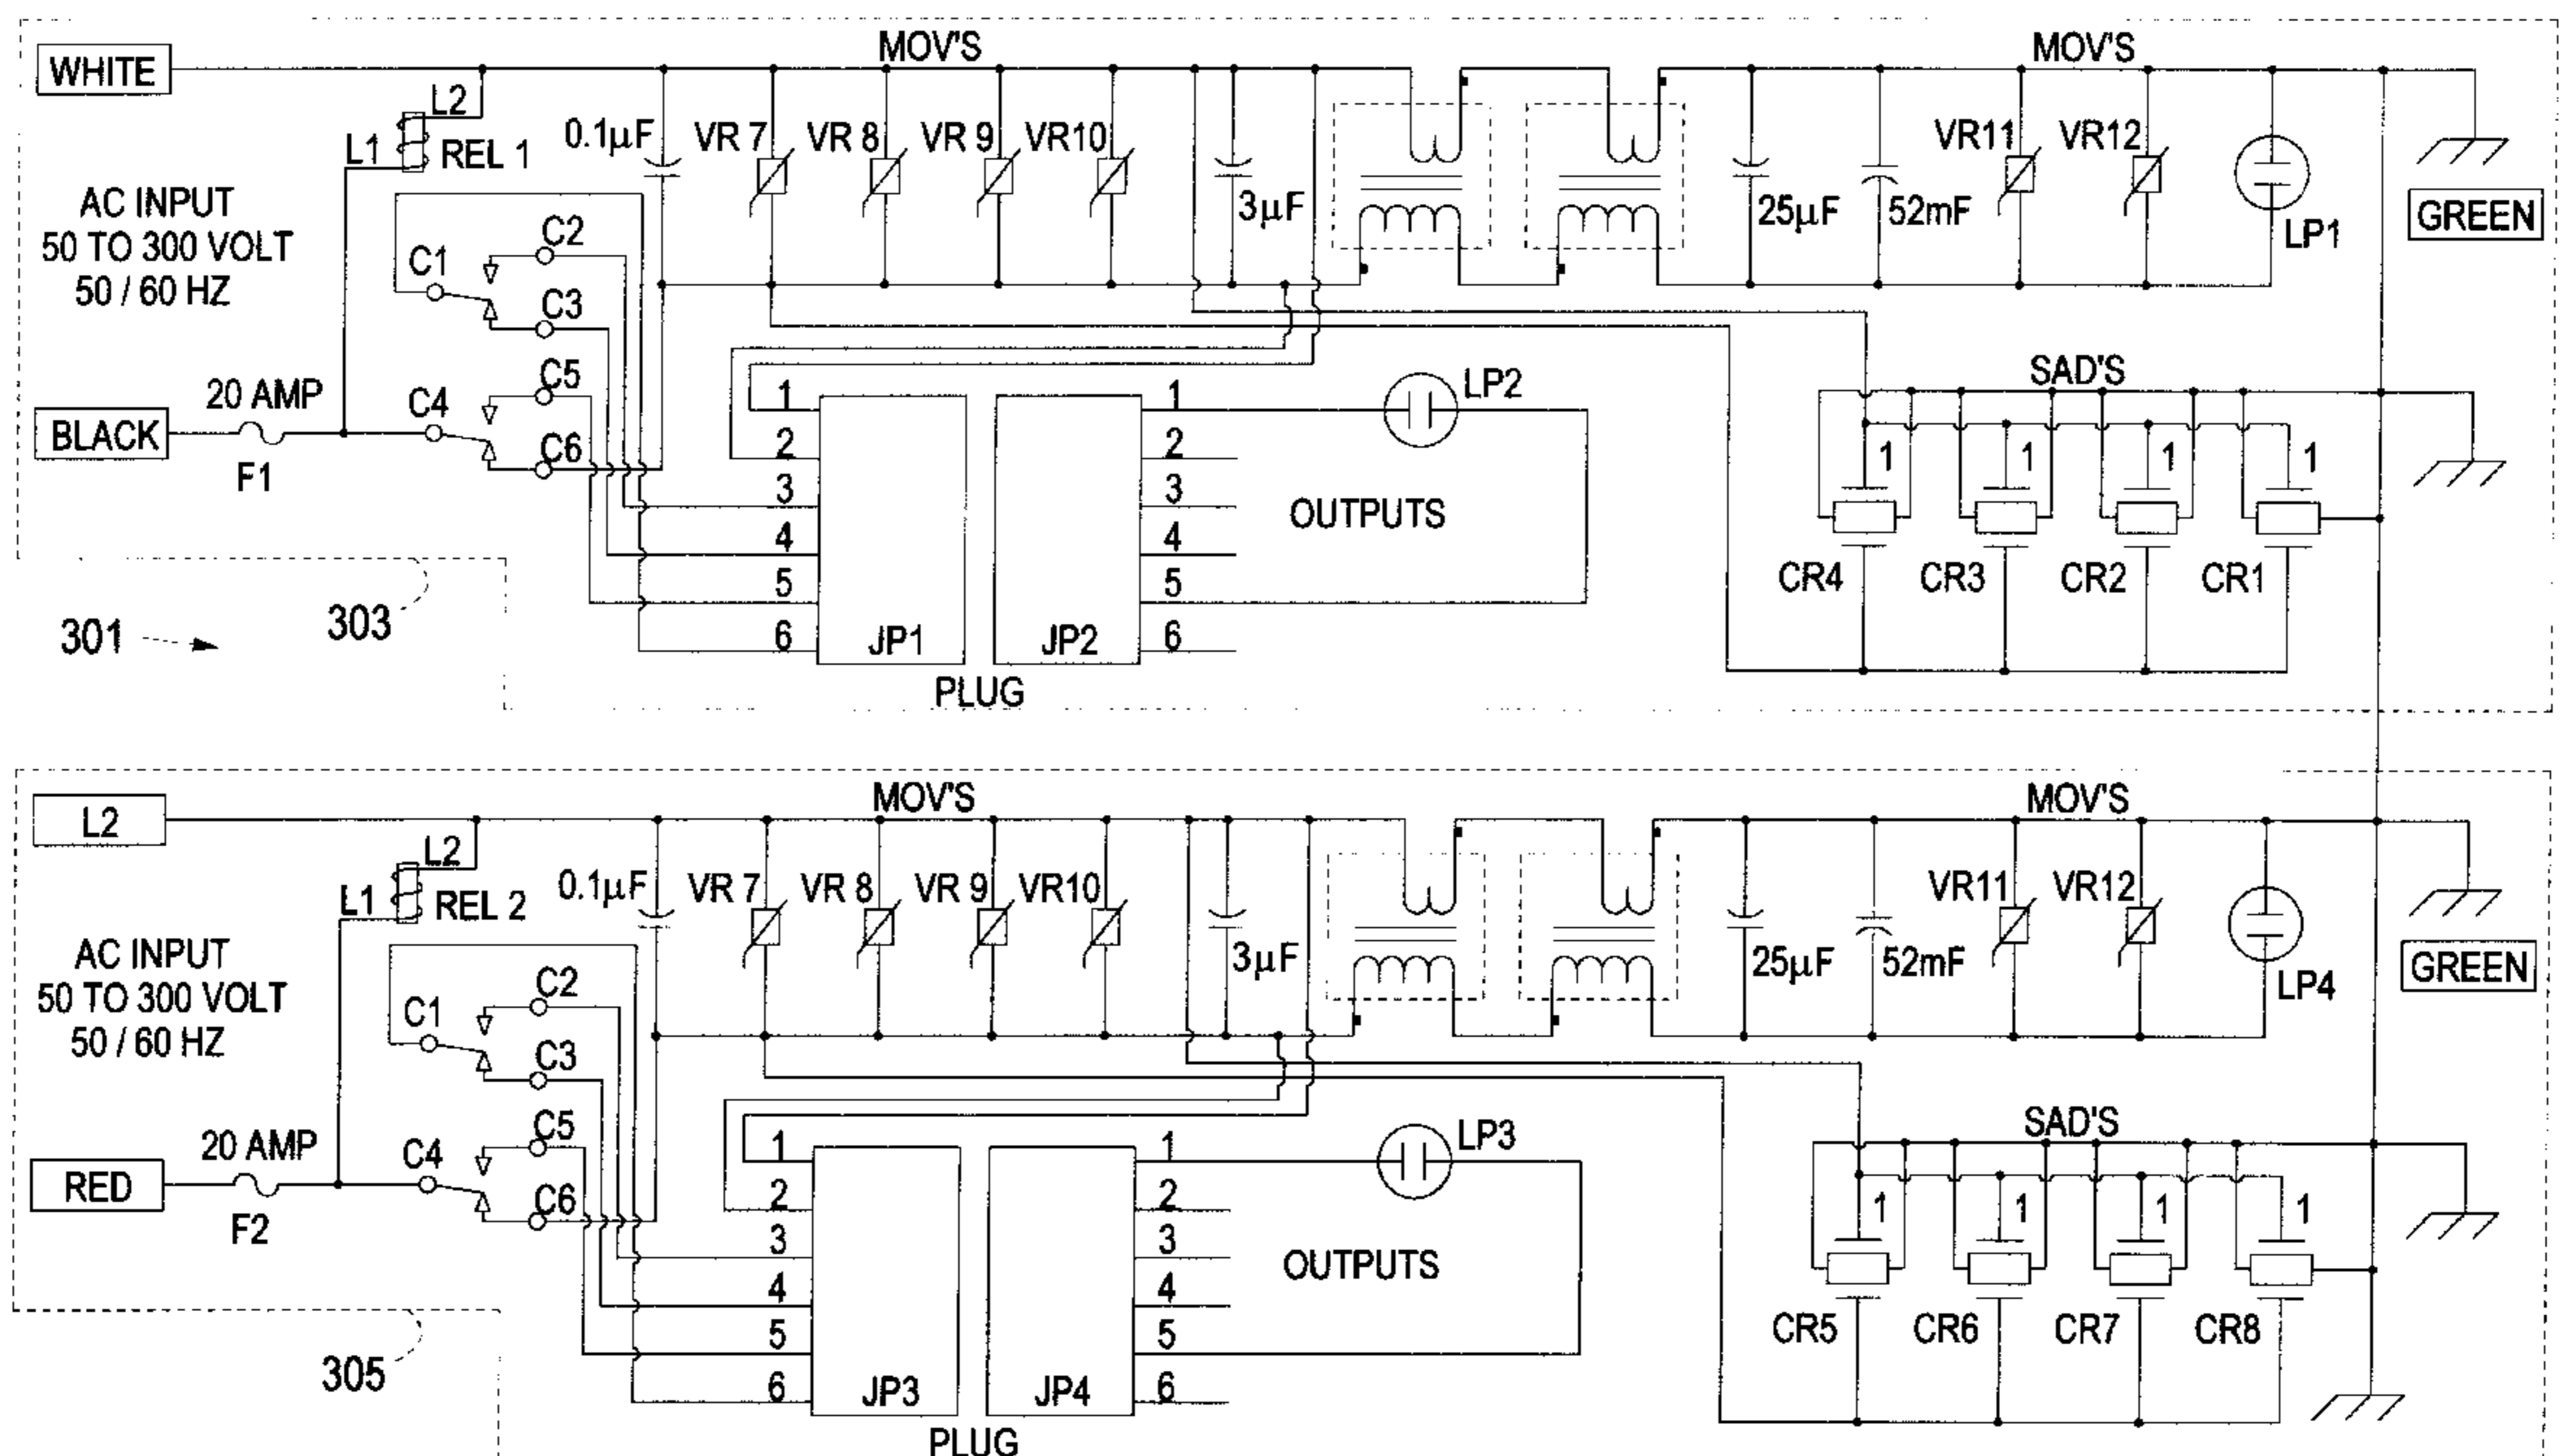 MOV'S
MOV'S
WHITE
L2
L1
REL 1
0.1µF
VR 7
VR 8
VR 9
VR10
3µF
25µF
52mF
VR11
VR12
LP1
GREEN
AC INPUT
50 TO 300 VOLT
50 / 60 HZ
C1
C2
C3
C4
C5
C6
20 AMP
BLACK
F1
1
2
3
4
5
6
JP1
1
2
3
4
5
6
JP2
PLUG
LP2
OUTPUTS
SAD'S
1
1
1
1
CR4
CR3
CR2
CR1
301
303
MOV'S
MOV'S
L2
L2
L1
REL 2
0.1µF
VR 7
VR 8
VR 9
VR10
3µF
25µF
52mF
VR11
VR12
LP4
GREEN
AC INPUT
50 TO 300 VOLT
50 / 60 HZ
C1
C2
C3
C4
C5
C6
20 AMP
RED
F2
1
2
3
4
5
6
JP3
1
2
3
4
5
6
JP4
PLUG
LP3
OUTPUTS
SAD'S
1
1
1
1
CR5
CR6
CR7
CR8
305